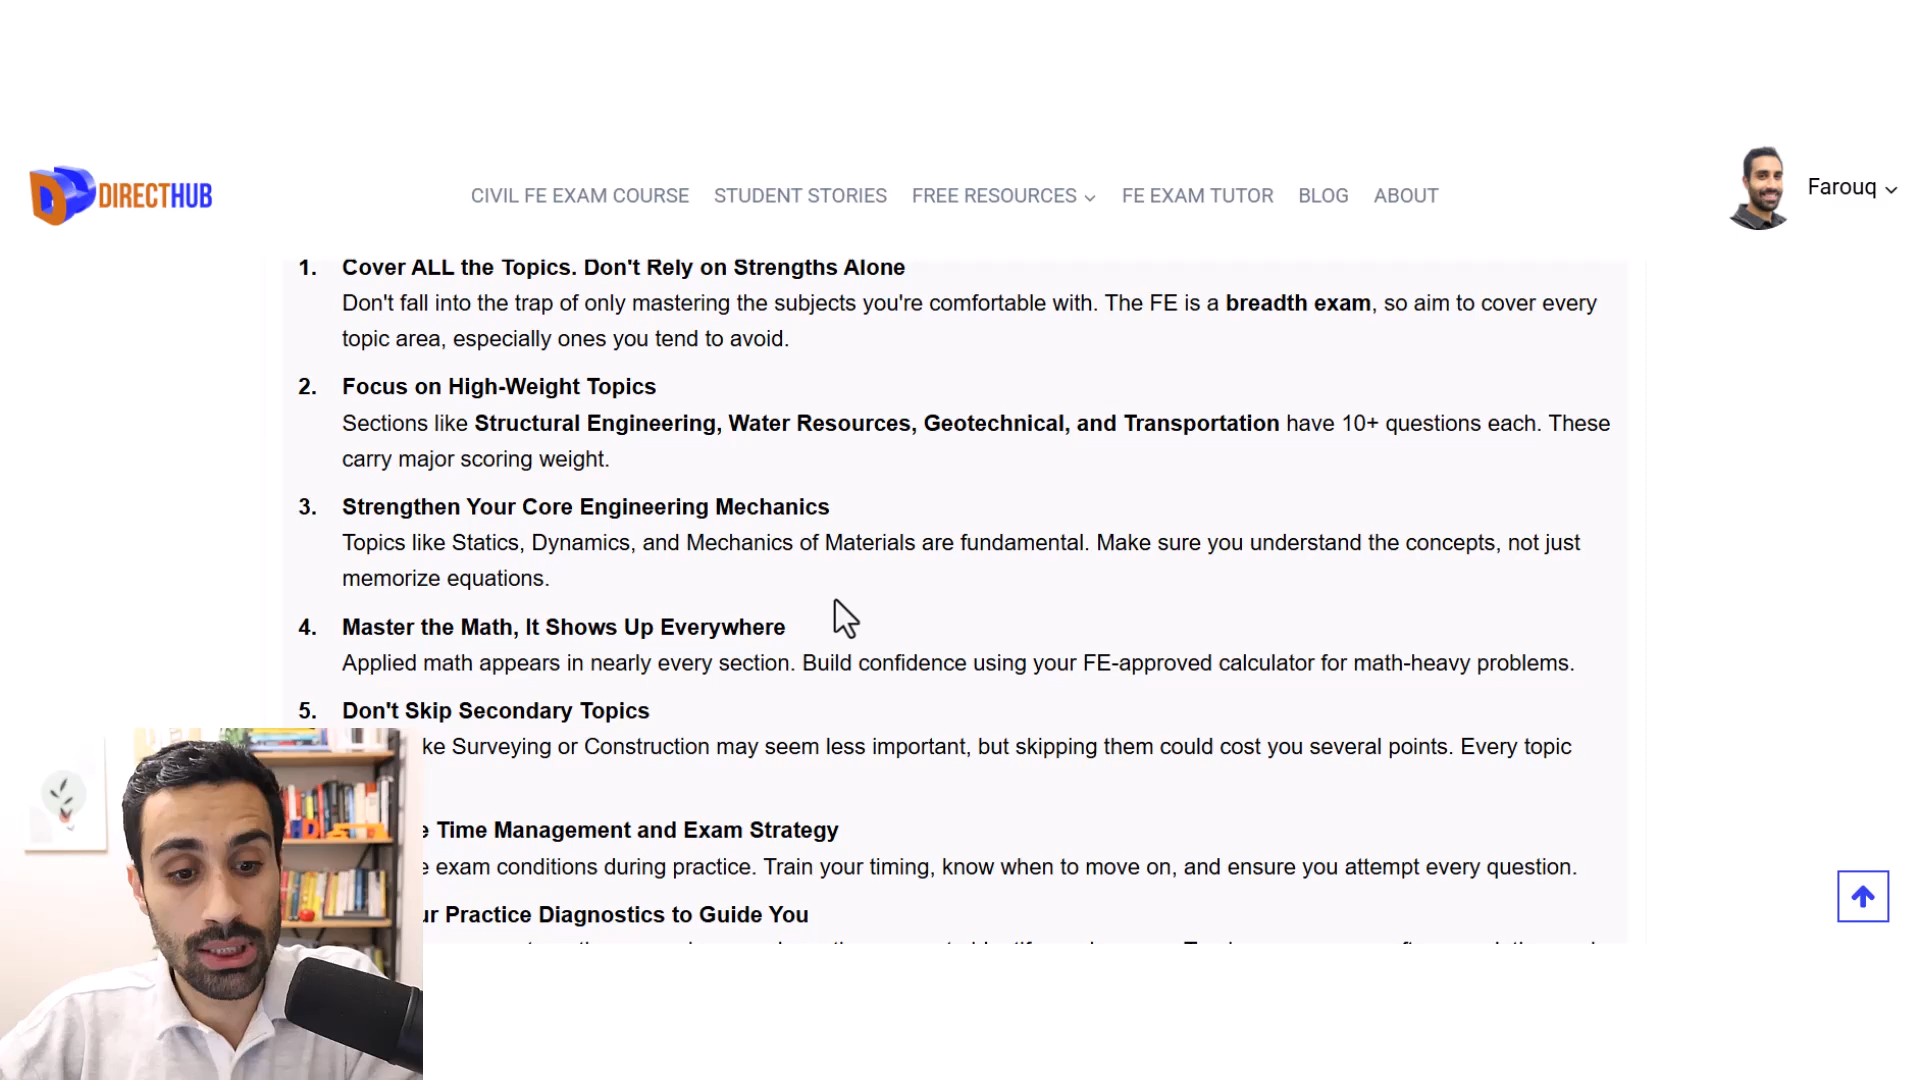 DIRECTHUB
CIVIL FE EXAM COURSE STUDENT STORIES FREE RESOURCES FE EXAM TUTOR BLOG ABOUT
Farouq
1. Cover ALL the Topics. Don't Rely on Strengths Alone
Don't fall into the trap of only mastering the subjects you're comfortable with. The FE is a breadth exam, so aim to cover every
topic area, especially ones you tend to avoid.
2. Focus on High-Weight Topics
Sections like Structural Engineering, Water Resources, Geotechnical, and Transportation have 10+ questions each. These
carry major scoring weight.
3. Strengthen Your Core Engineering Mechanics
Topics like Statics, Dynamics, and Mechanics of Materials are fundamental. Make sure you understand the concepts, not just
memorize equations.
4. Master the Math, It Shows Up Everywhere
Applied math appears in nearly every section. Build confidence using your FE-approved calculator for math-heavy problems.
5. Don't Skip Secondary Topics
Surveying or Construction may seem less important, but skipping them could cost you several points. Every topic
Time Management and Exam Strategy
exam conditions during practice. Train your timing, know when to move on, and ensure you attempt every question.
Practice Diagnostics to Guide You